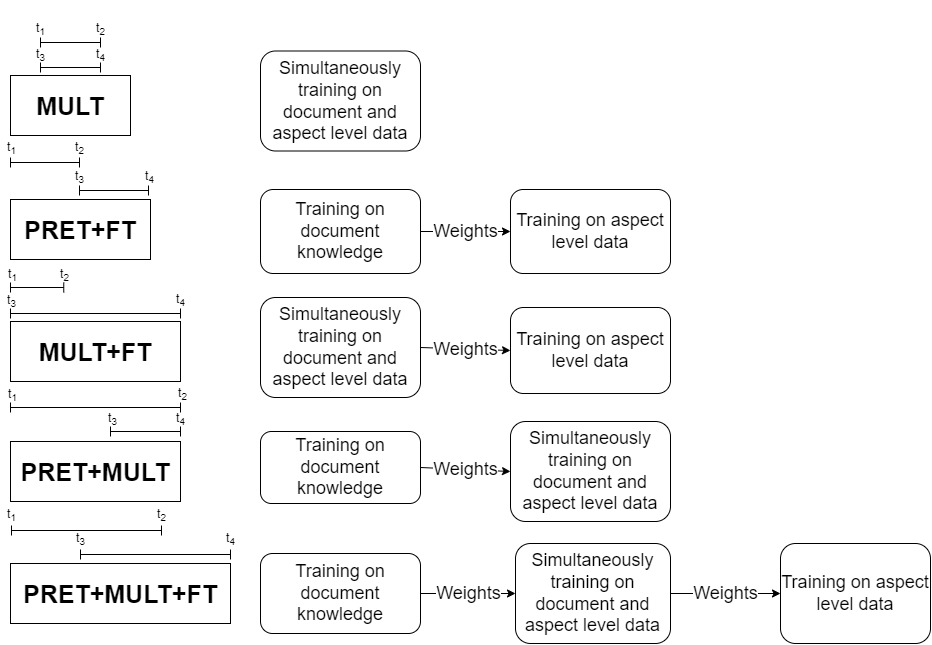 t1 t2
t3 t4
MULT
Simultaneously
training on
document and
aspect level data
t1 t2
t3 t4
PRET+FT
Training on
document
knowledge
Weights
Training on aspect
level data
t1 t2
t3 t4
MULT+FT
Simultaneously
training on
document and
aspect level data
Weights
Training on aspect
level data
t1 t2
t3 t4
PRET+MULT
Training on
document
knowledge
Weights
Simultaneously
training on
document and
aspect level data
t1 t2
t3 t4
PRET+MULT+FT
Training on
document
knowledge
Weights
Simultaneously
training on
document and
aspect level data
Weights
Training on aspect
level data